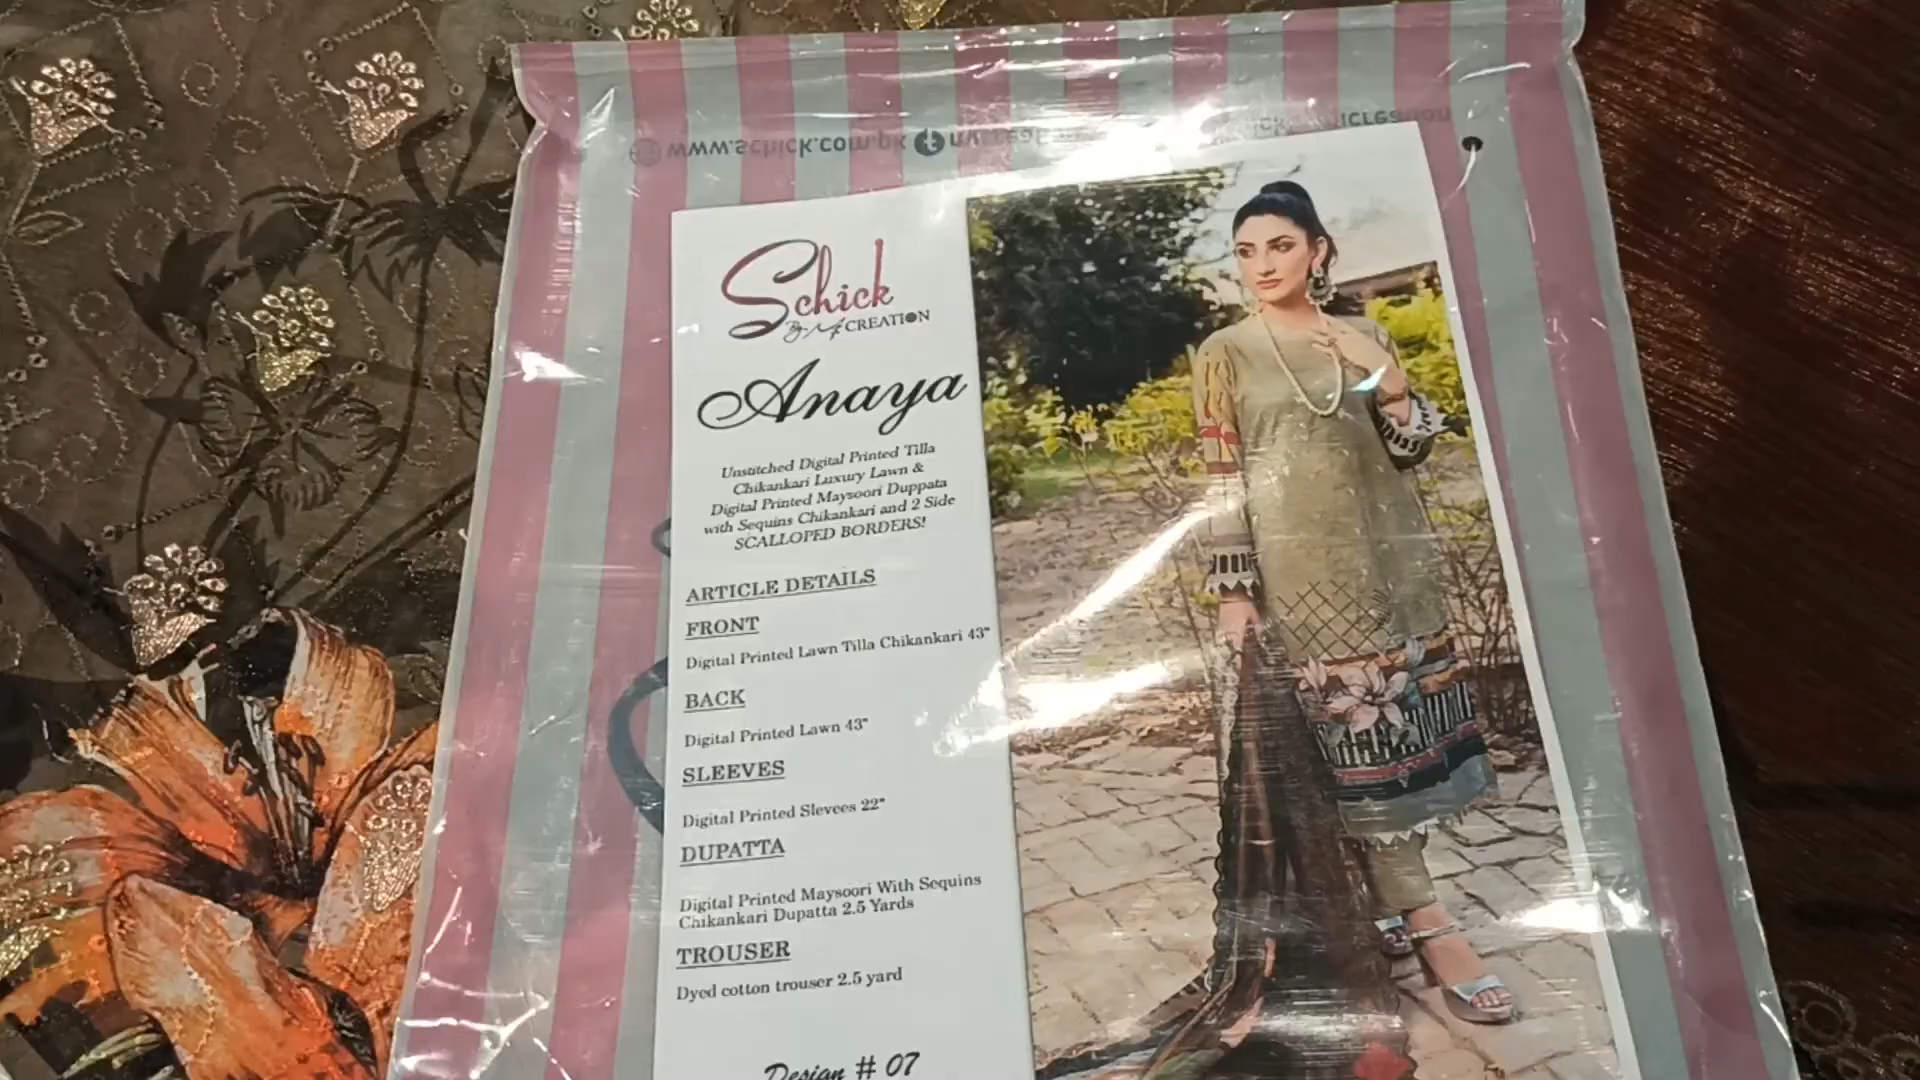 www.schick.com.pk
Schick
By My CREATION
Anaya
Unstitched Digital Printed Tilla
Chikankari Luxury Lawn &
Digital Printed Maysoori Duppata
with Sequins Chikankari and 2 Side
SCALLOPED BORDERS!
ARTICLE DETAILS
FRONT
Digital Printed Lawn Tilla Chikankari 43"
BACK
Digital Printed Lawn 43"
SLEEVES
Digital Printed Slevees 22"
DUPATTA
Digital Printed Maysoori With Sequins
Chikankari Dupatta 2.5 Yards
TROUSER
Dyed cotton trouser 2.5 yard
Design # 07